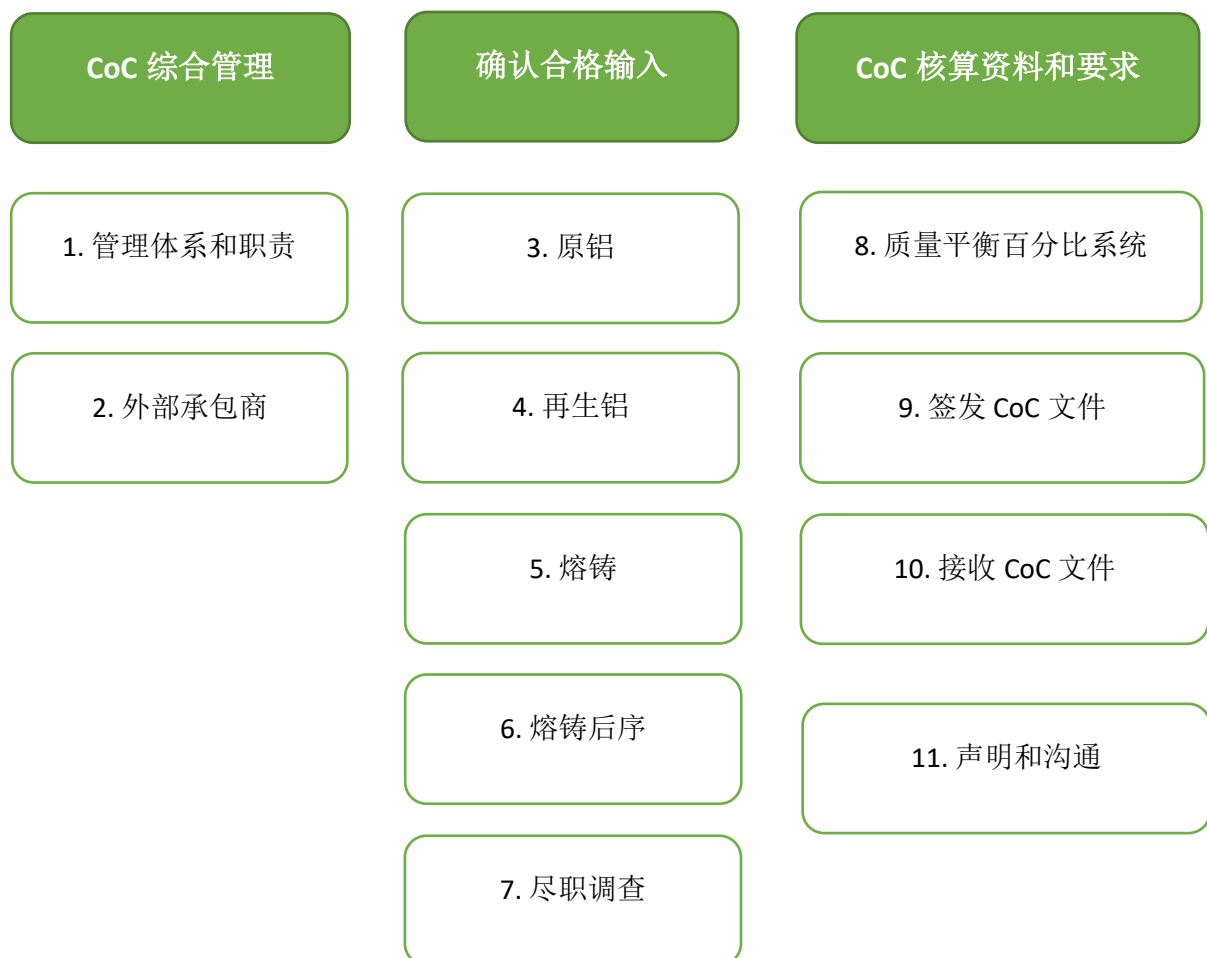 CoC 综合管理
确认合格输入
CoC 核算资料和要求
1. 管理体系和职责
2. 外部承包商
3. 原铝
4. 再生铝
5. 熔铸
6. 熔铸后序
7. 尽职调查
8. 质量平衡百分比系统
9. 签发 CoC 文件
10. 接收 CoC 文件
11. 声明和沟通